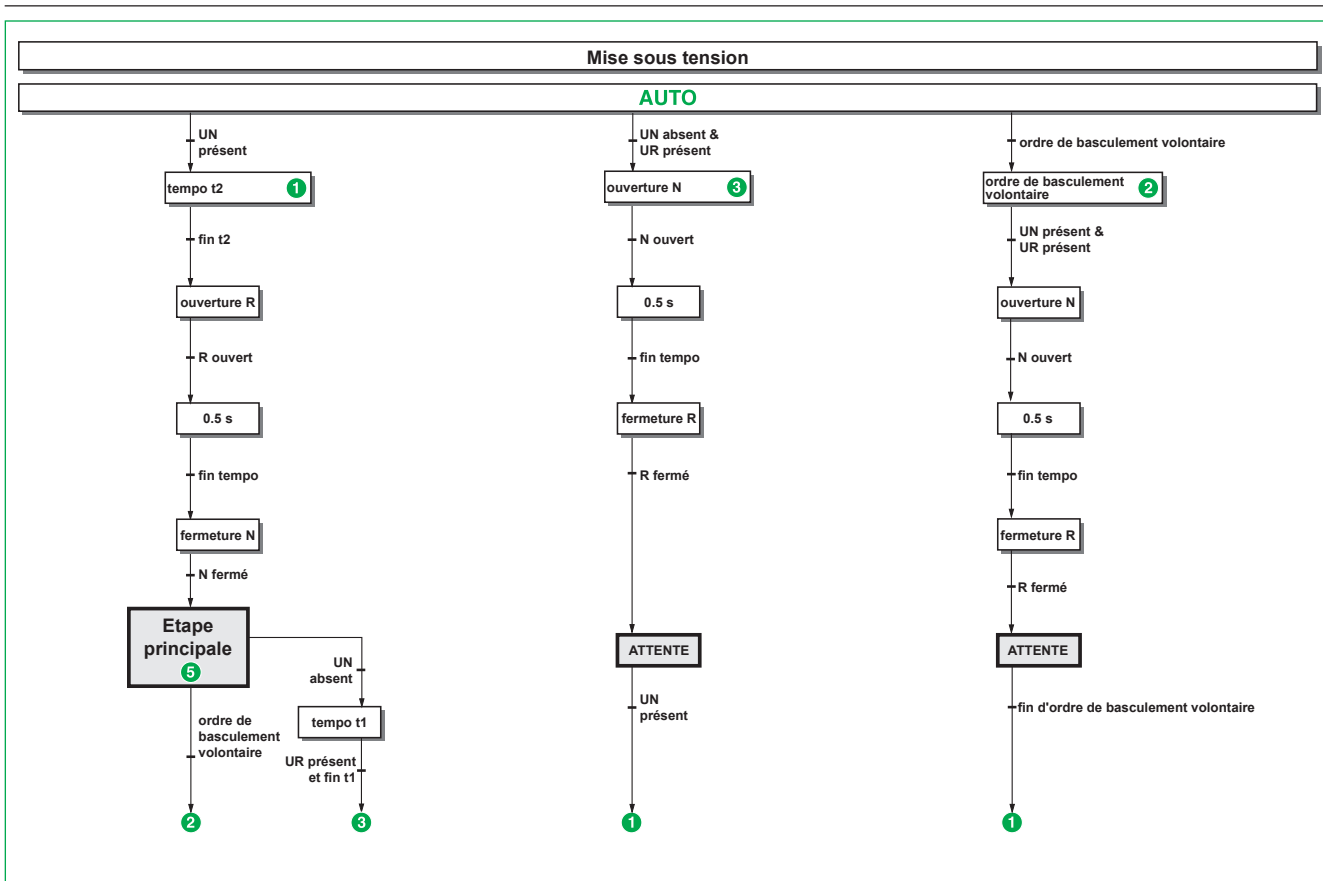 Mise sous tension
AUTO
UN
présent
tempo t2
1
fin t2
ouverture R
R ouvert
0.5 s
fin tempo
fermeture N
N fermé
Etape
principale
5
ordre de
basculement
volontaire
2
UN
absent
tempo t1
UR présent
et fin t1
3
UN absent &
UR présent
ouverture N
3
N ouvert
0.5 s
fin tempo
fermeture R
R fermé
ATTENTE
UN
présent
1
ordre de basculement volontaire
ordre de basculement
volontaire
2
UN présent &
UR présent
ouverture N
N ouvert
0.5 s
fin tempo
fermeture R
R fermé
ATTENTE
fin d'ordre de basculement volontaire
1